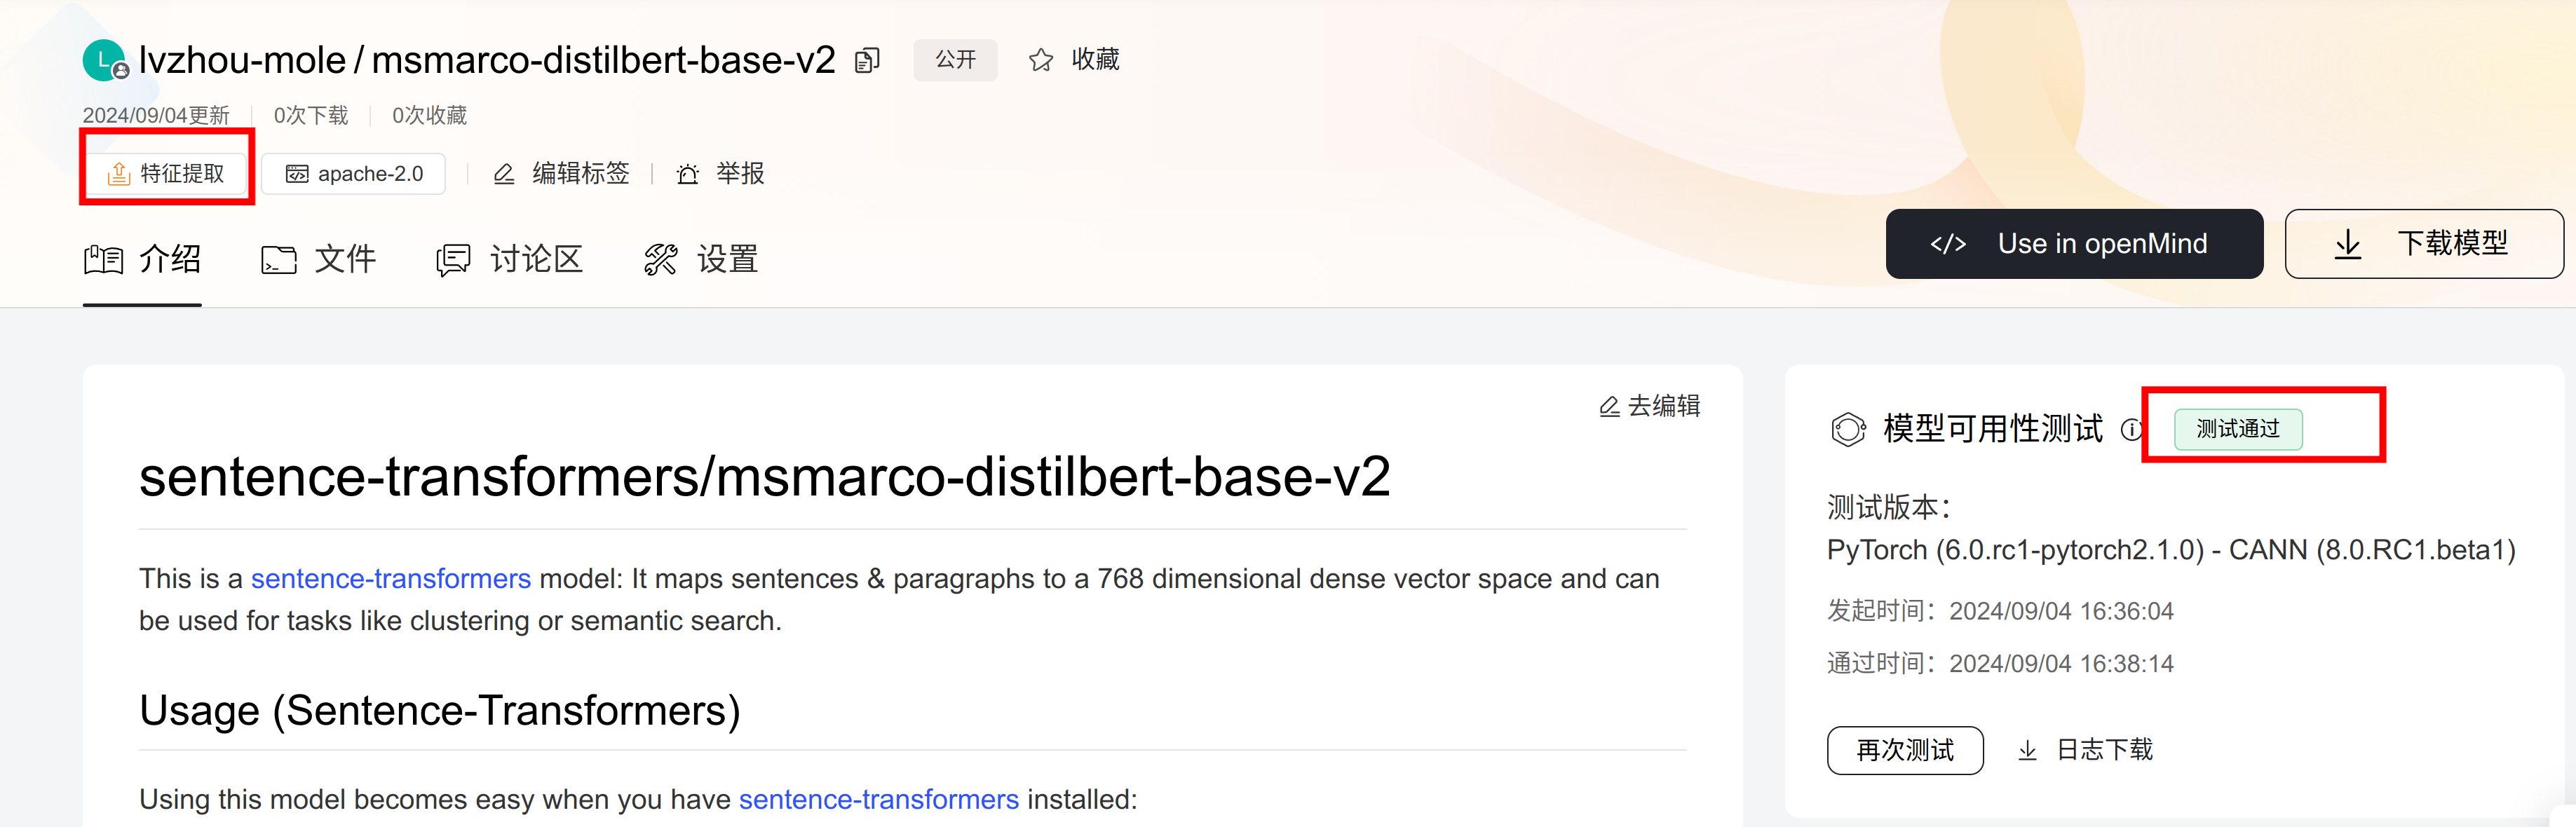 L lvzhou-mole / msmarco-distilbert-base-v2 公开 收藏
2024/09/04更新 0次下载 0次收藏
特征提取 apache-2.0 编辑标签 举报
介绍 文件 讨论区 设置
Use in openMind 下载模型
去编辑
sentence-transformers/msmarco-distilbert-base-v2
This is a sentence-transformers model: It maps sentences & paragraphs to a 768 dimensional dense vector space and can
be used for tasks like clustering or semantic search.
Usage (Sentence-Transformers)
Using this model becomes easy when you have sentence-transformers installed:
模型可用性测试 测试通过
测试版本：
PyTorch (6.0.rc1-pytorch2.1.0) - CANN (8.0.RC1.beta1)
发起时间：2024/09/04 16:36:04
通过时间：2024/09/04 16:38:14
再次测试 日志下载